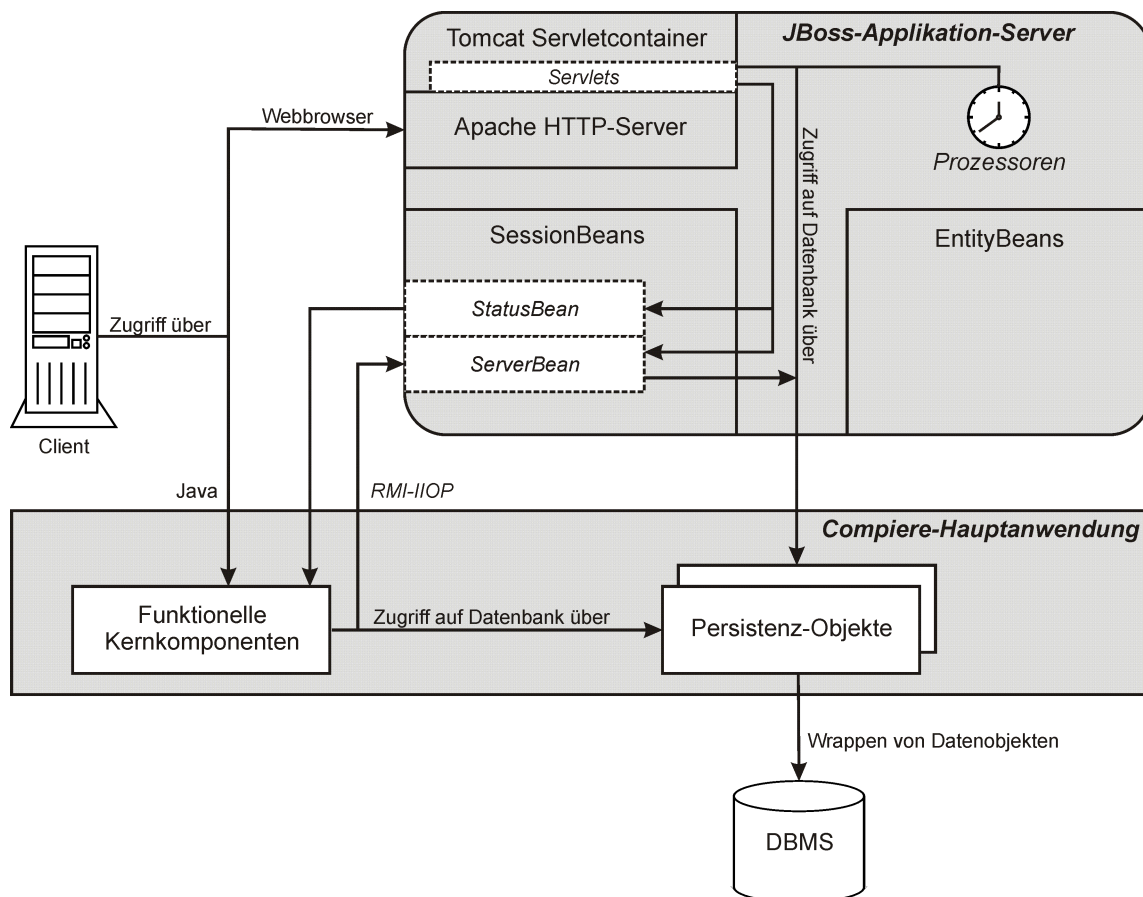 Tomcat Servletcontainer
JBoss-Applikation-Server
Servlets
Webbrowser
Apache HTTP-Server
Zugriff auf Datenbank über
Prozessoren
SessionBeans
EntityBeans
StatusBean
Zugriff über
ServerBean
Client
Java
RMI-IIOP
Compiere-Hauptanwendung
Funktionelle
Kernkomponenten
Zugriff auf Datenbank über
Persistenz-Objekte
Wrappen von Datenobjekten
DBMS